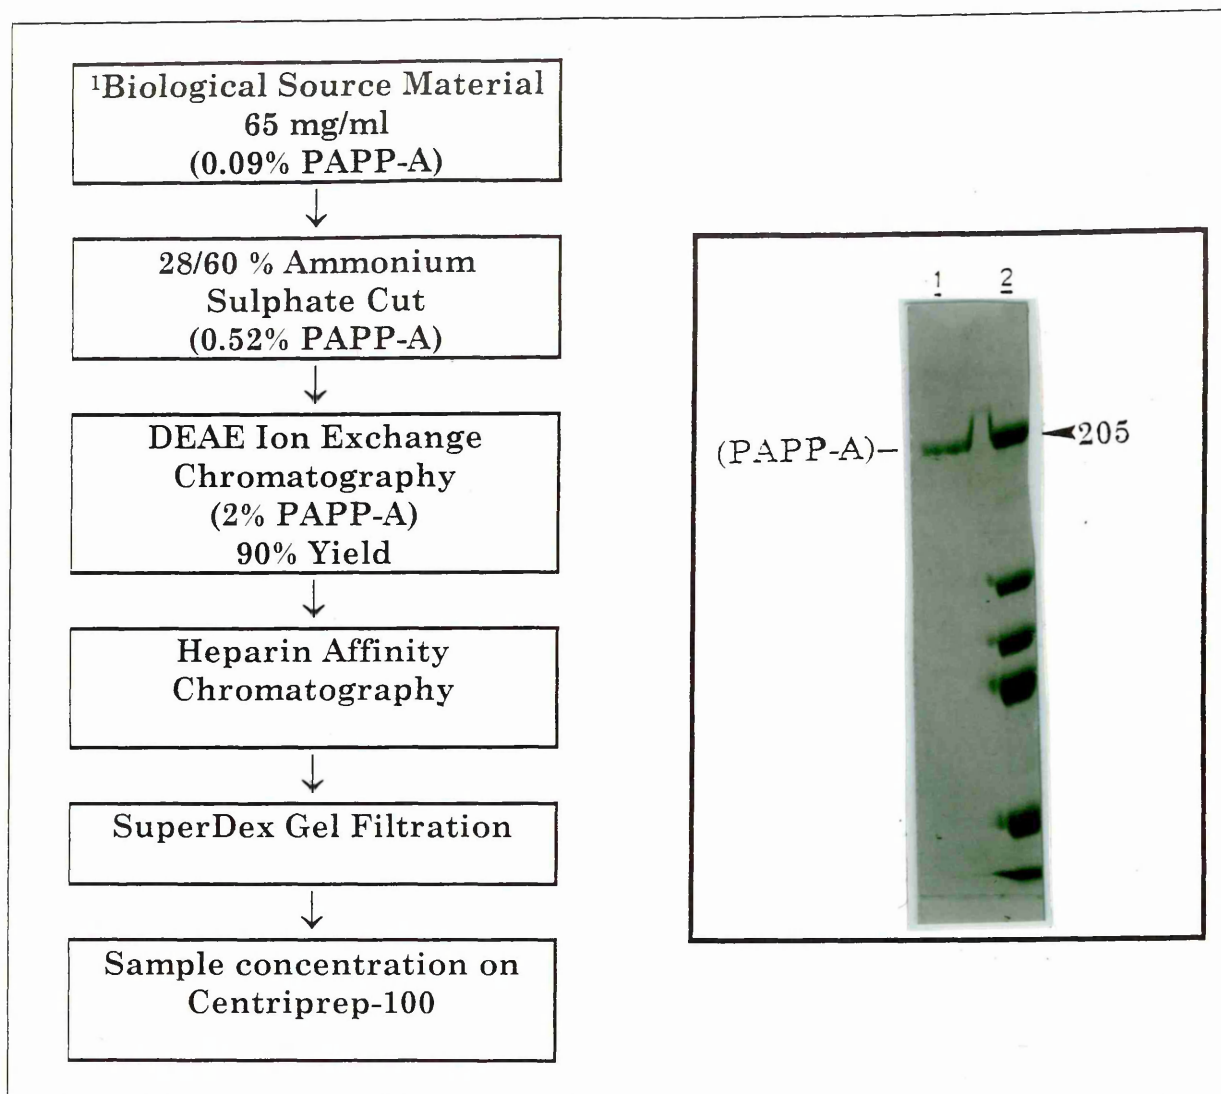 ¹Biological Source Material
65 mg/ml
(0.09% PAPP-A)
28/60 % Ammonium
Sulphate Cut
(0.52% PAPP-A)
DEAE Ion Exchange
Chromatography
(2% PAPP-A)
90% Yield
Heparin Affinity
Chromatography
SuperDex Gel Filtration
Sample concentration on
Centriprep-100
1 2
(PAPP-A)–
205